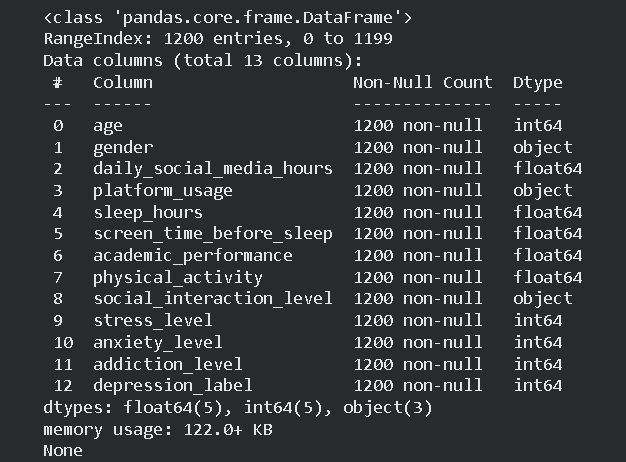 <class 'pandas.core.frame.DataFrame'>
RangeIndex: 1200 entries, 0 to 1199
Data columns (total 13 columns):
 #   Column                    Non-Null Count  Dtype
---  ------                    --------------  -----
 0   age                       1200 non-null   int64
 1   gender                    1200 non-null   object
 2   daily_social_media_hours  1200 non-null   float64
 3   platform_usage            1200 non-null   object
 4   sleep_hours               1200 non-null   float64
 5   screen_time_before_sleep  1200 non-null   float64
 6   academic_performance      1200 non-null   float64
 7   physical_activity         1200 non-null   float64
 8   social_interaction_level  1200 non-null   object
 9   stress_level              1200 non-null   int64
 10  anxiety_level             1200 non-null   int64
 11  addiction_level           1200 non-null   int64
 12  depression_label          1200 non-null   int64
dtypes: float64(5), int64(5), object(3)
memory usage: 122.0+ KB
None